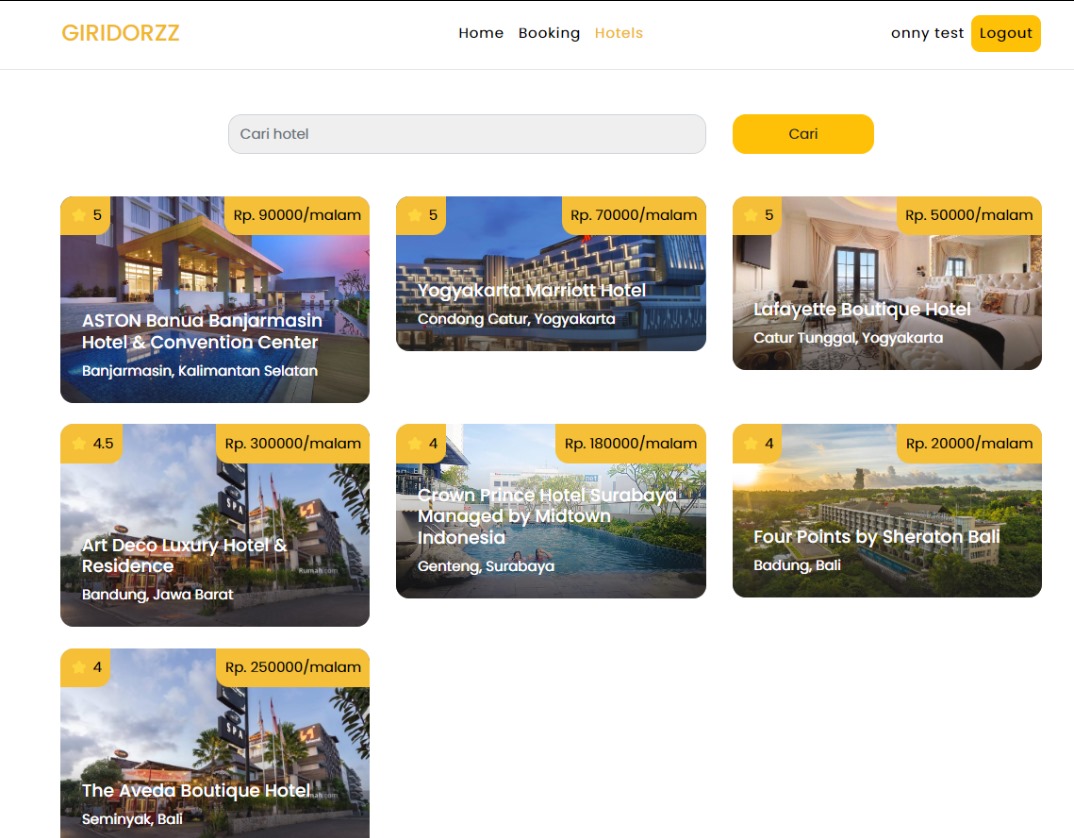 GIRIDORZZ
Home Booking Hotels
onny test Logout
Cari hotel
Cari
5
Rp. 90000/malam
ASTON Banua Banjarmasin
Hotel & Convention Center
Banjarmasin, Kalimantan Selatan
5
Rp. 70000/malam
Yogyakarta Marriott Hotel
Condong Catur, Yogyakarta
5
Rp. 50000/malam
Lafayette Boutique Hotel
Catur Tunggal, Yogyakarta
4.5
Rp. 300000/malam
SPA
Art Deco Luxury Hotel &
Residence
Rumah.com
Bandung, Jawa Barat
4
Rp. 180000/malam
Crown Prince Hotel Surabaya
Managed by Midtown
Indonesia
Genteng, Surabaya
4
Rp. 20000/malam
Four Points by Sheraton Bali
Badung, Bali
4
Rp. 250000/malam
SPA
The Aveda Boutique Hotel
Seminyak, Bali